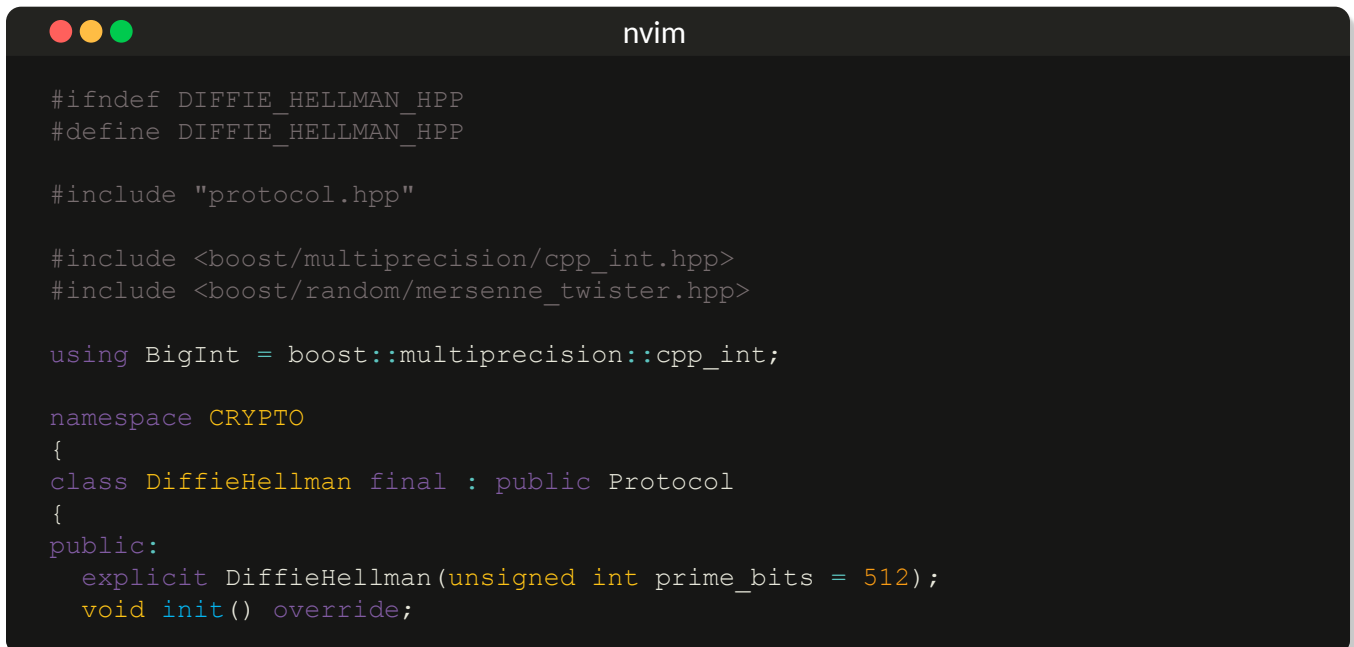 nvim
#ifndef DIFFIE_HELLMAN_HPP
#define DIFFIE_HELLMAN_HPP
#include "protocol.hpp"
#include <boost/multiprecision/cpp_int.hpp>
#include <boost/random/mersenne_twister.hpp>
using BigInt = boost::multiprecision::cpp_int;
namespace CRYPTO
{
class DiffieHellman final : public Protocol
{
public:
  explicit DiffieHellman(unsigned int prime_bits = 512);
  void init() override;